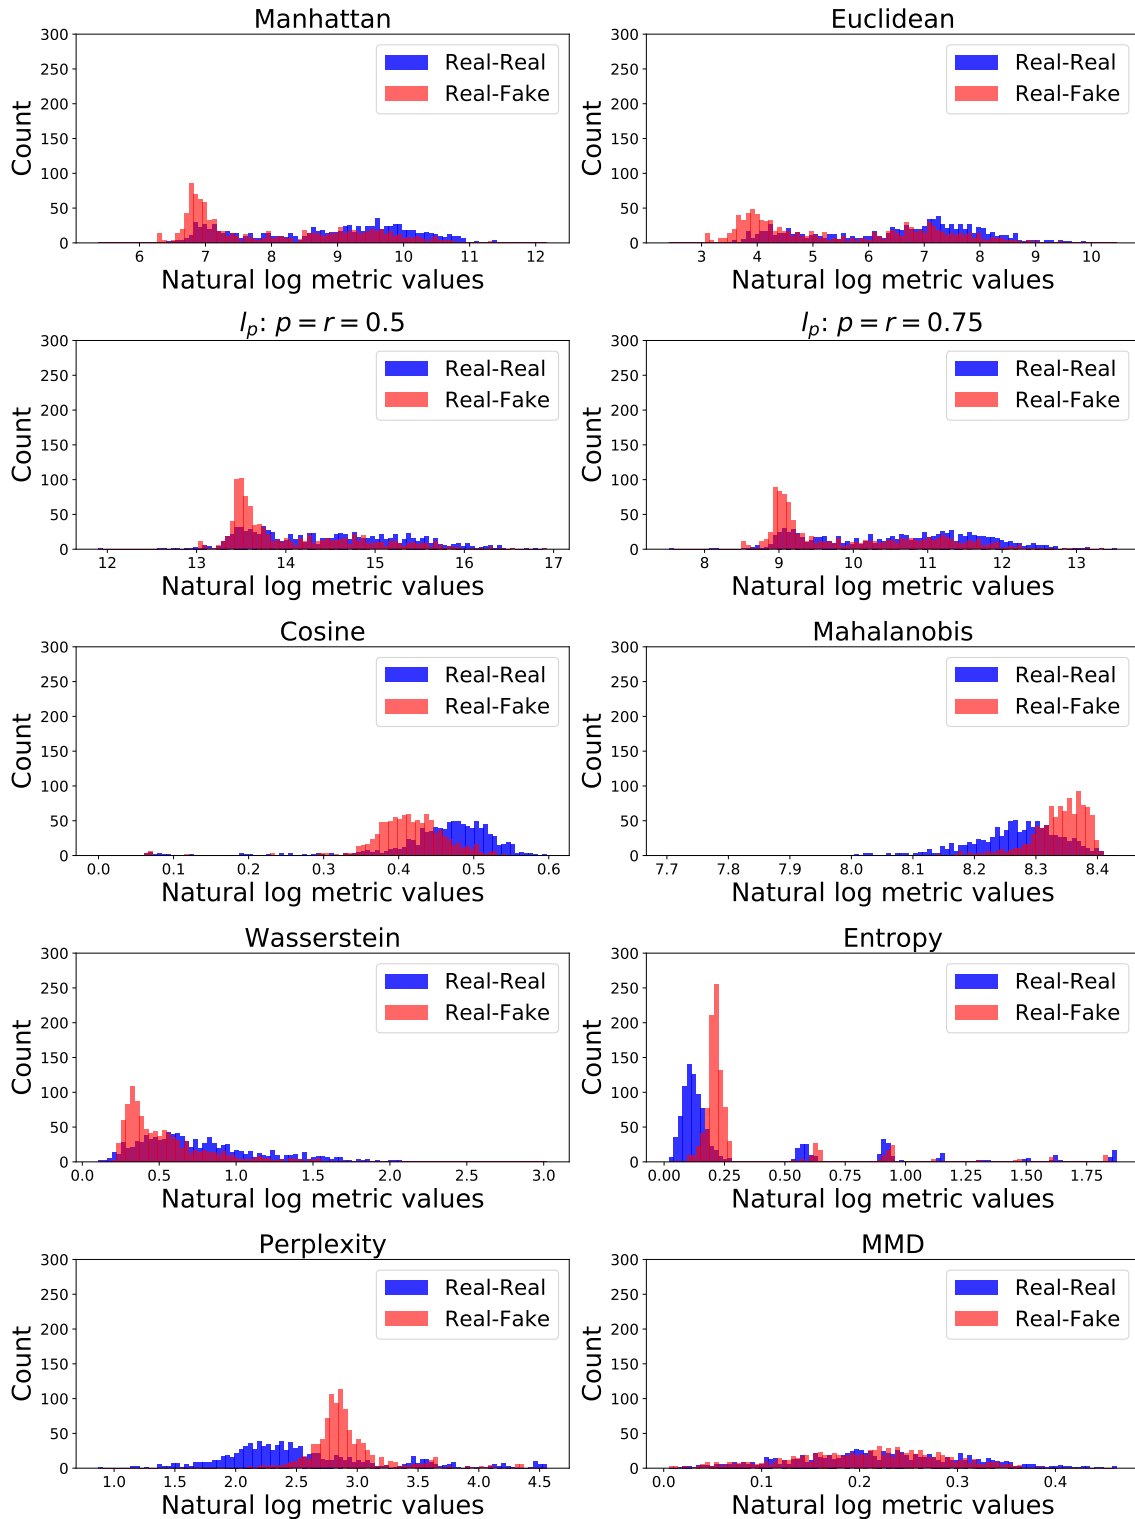 Manhattan
300
250
200
150
100
50
0
Count
Real-Real
Real-Fake
6 7 8 9 10 11 12
Natural log metric values
Euclidean
300
250
200
150
100
50
0
Count
Real-Real
Real-Fake
3 4 5 6 7 8 9 10
Natural log metric values
l_p: p = r = 0.5
300
250
200
150
100
50
0
Count
Real-Real
Real-Fake
12 13 14 15 16 17
Natural log metric values
l_p: p = r = 0.75
300
250
200
150
100
50
0
Count
Real-Real
Real-Fake
8 9 10 11 12 13
Natural log metric values
Cosine
300
250
200
150
100
50
0
Count
Real-Real
Real-Fake
0.0 0.1 0.2 0.3 0.4 0.5 0.6
Natural log metric values
Mahalanobis
300
250
200
150
100
50
0
Count
Real-Real
Real-Fake
7.7 7.8 7.9 8.0 8.1 8.2 8.3 8.4
Natural log metric values
Wasserstein
300
250
200
150
100
50
0
Count
Real-Real
Real-Fake
0.0 0.5 1.0 1.5 2.0 2.5 3.0
Natural log metric values
Entropy
300
250
200
150
100
50
0
Count
Real-Real
Real-Fake
0.00 0.25 0.50 0.75 1.00 1.25 1.50 1.75
Natural log metric values
Perplexity
300
250
200
150
100
50
0
Count
Real-Real
Real-Fake
1.0 1.5 2.0 2.5 3.0 3.5 4.0 4.5
Natural log metric values
MMD
300
250
200
150
100
50
0
Count
Real-Real
Real-Fake
0.0 0.1 0.2 0.3 0.4
Natural log metric values